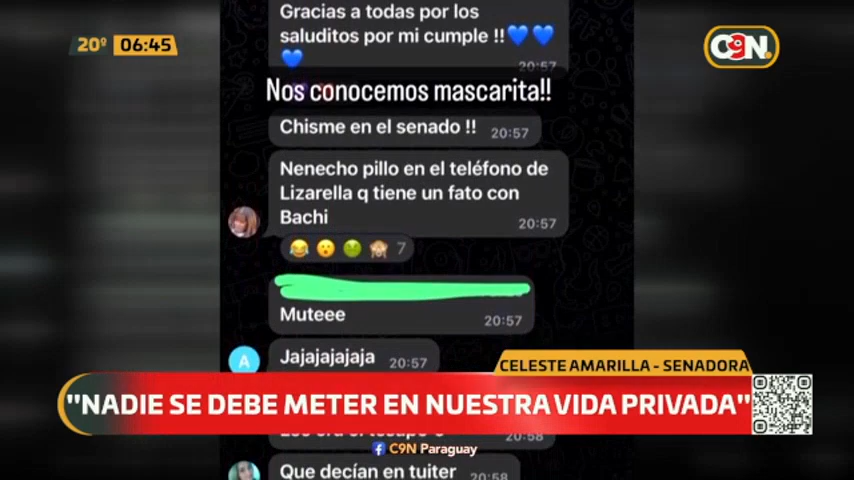 Gracias a todas por los
saluditos por mi cumple !!💙💙
💙
20:57
20º 06:45
C9N.
Nos conocemos mascarita!!
Chisme en el senado !! 20:57
Nenecho pillo en el teléfono de
Lizarella q tiene un fato con
Bachi
20:57
😂😮🤢🙈 7
Muteee 20:57
A
Jajajajajaja 20:57
CELESTE AMARILLA - SENADORA
"NADIE SE DEBE METER EN NUESTRA VIDA PRIVADA"
20:58
C9N Paraguay
Que decían en tuiter 20:58